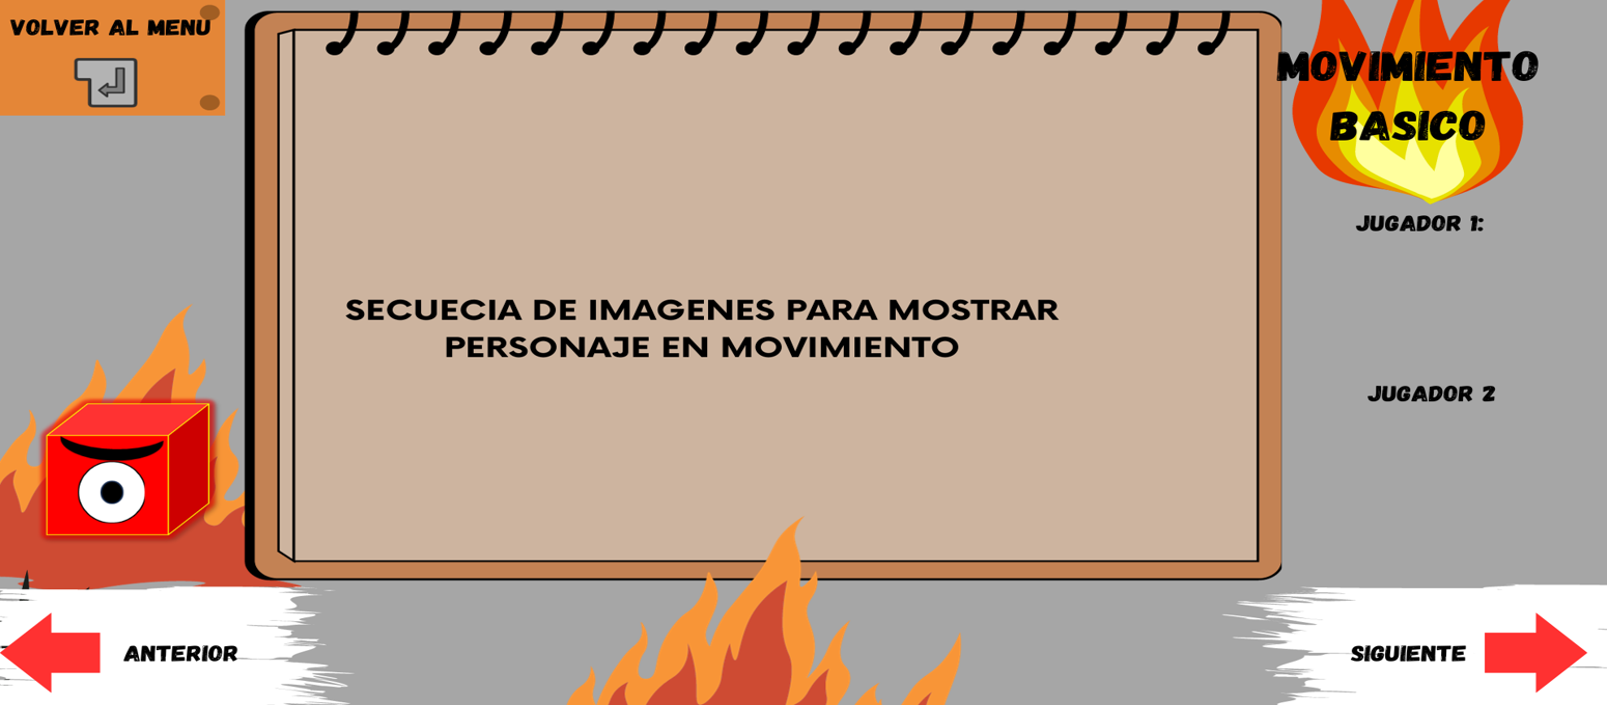 VOLVER AL MENU
MOVIMIENTO
BASICO
JUGADOR 1:
SECUECIA DE IMAGENES PARA MOSTRAR
PERSONAJE EN MOVIMIENTO
JUGADOR 2
ANTERIOR
SIGUIENTE